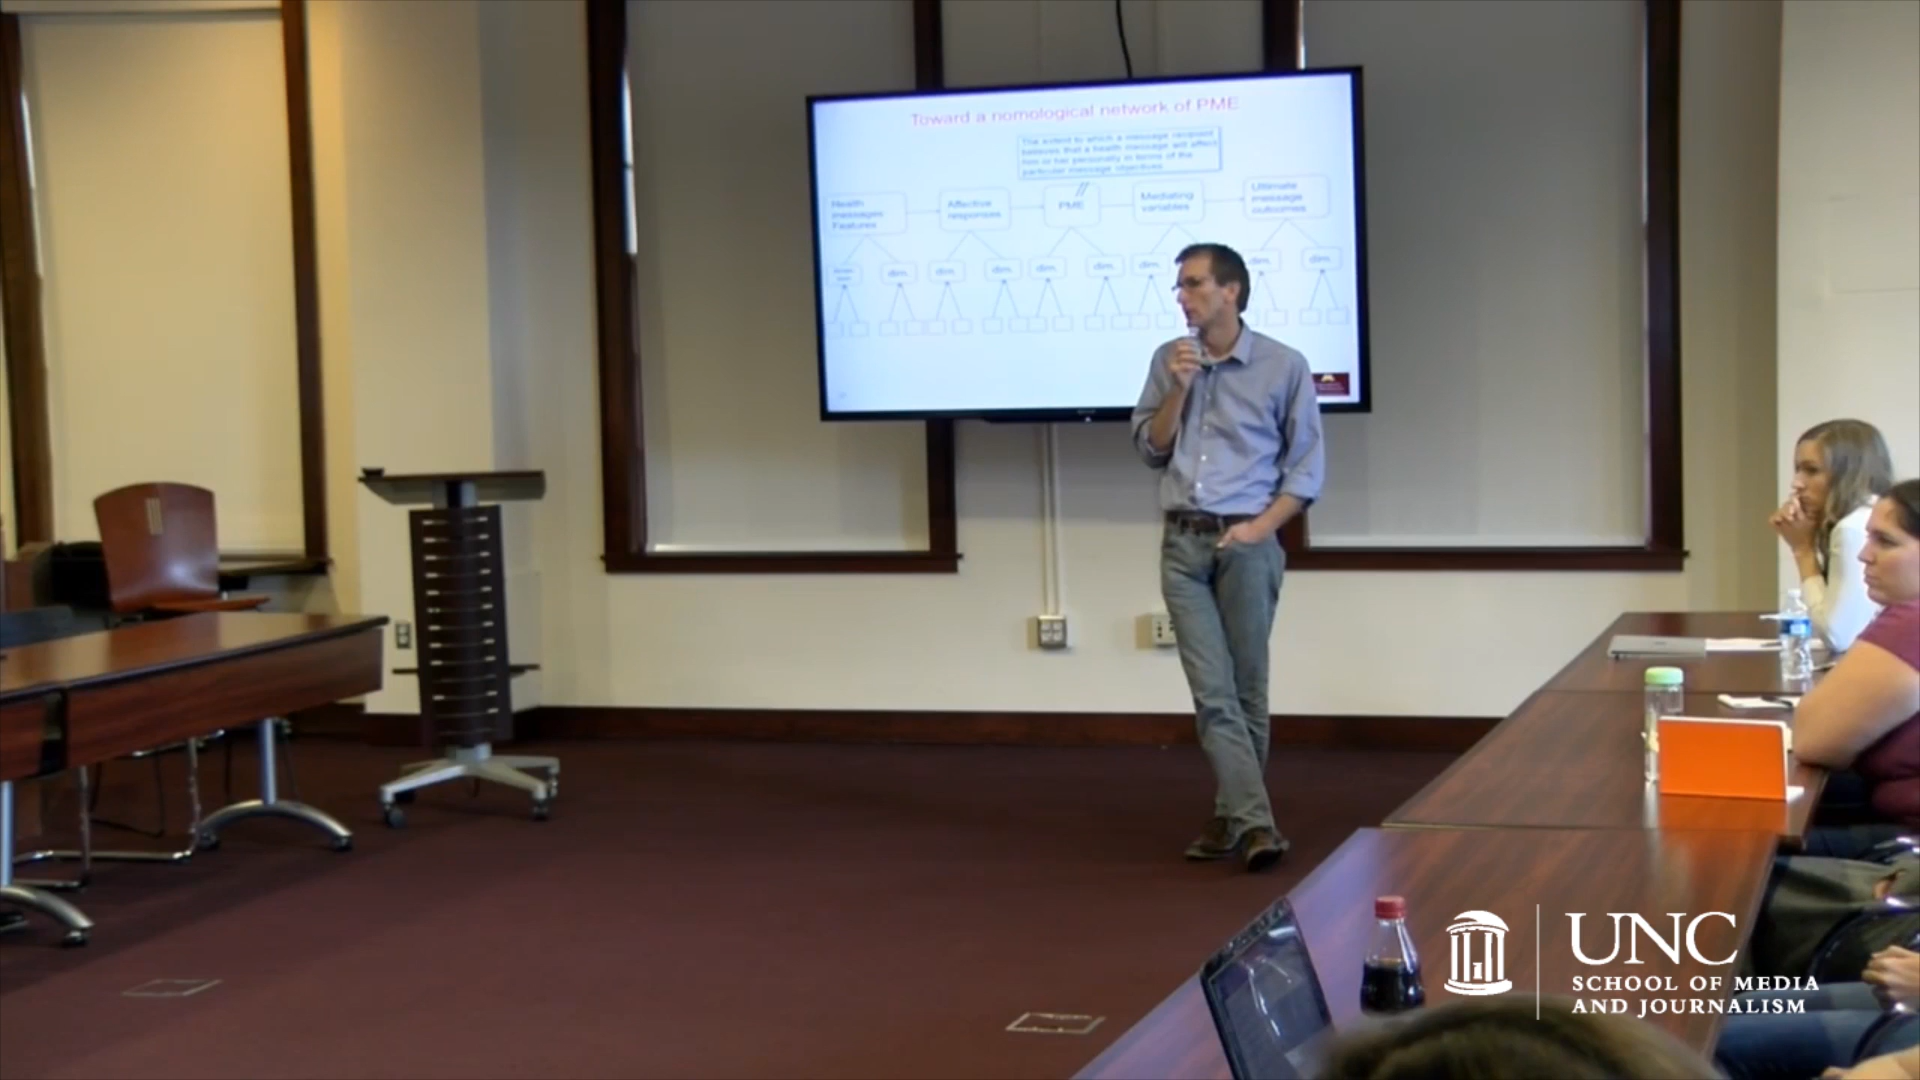 Toward a nomological network of PME
The extent to which a message recipient
believes that a health message will affect
him or her personally in terms of the
particular message objectives
Health
messages
Features
Affective
responses
PME
Mediating
variables
Ultimate
message
outcomes
dim.
dim.
dim.
dim.
dim.
dim.
dim.
dim.
UNC
SCHOOL OF MEDIA
AND JOURNALISM